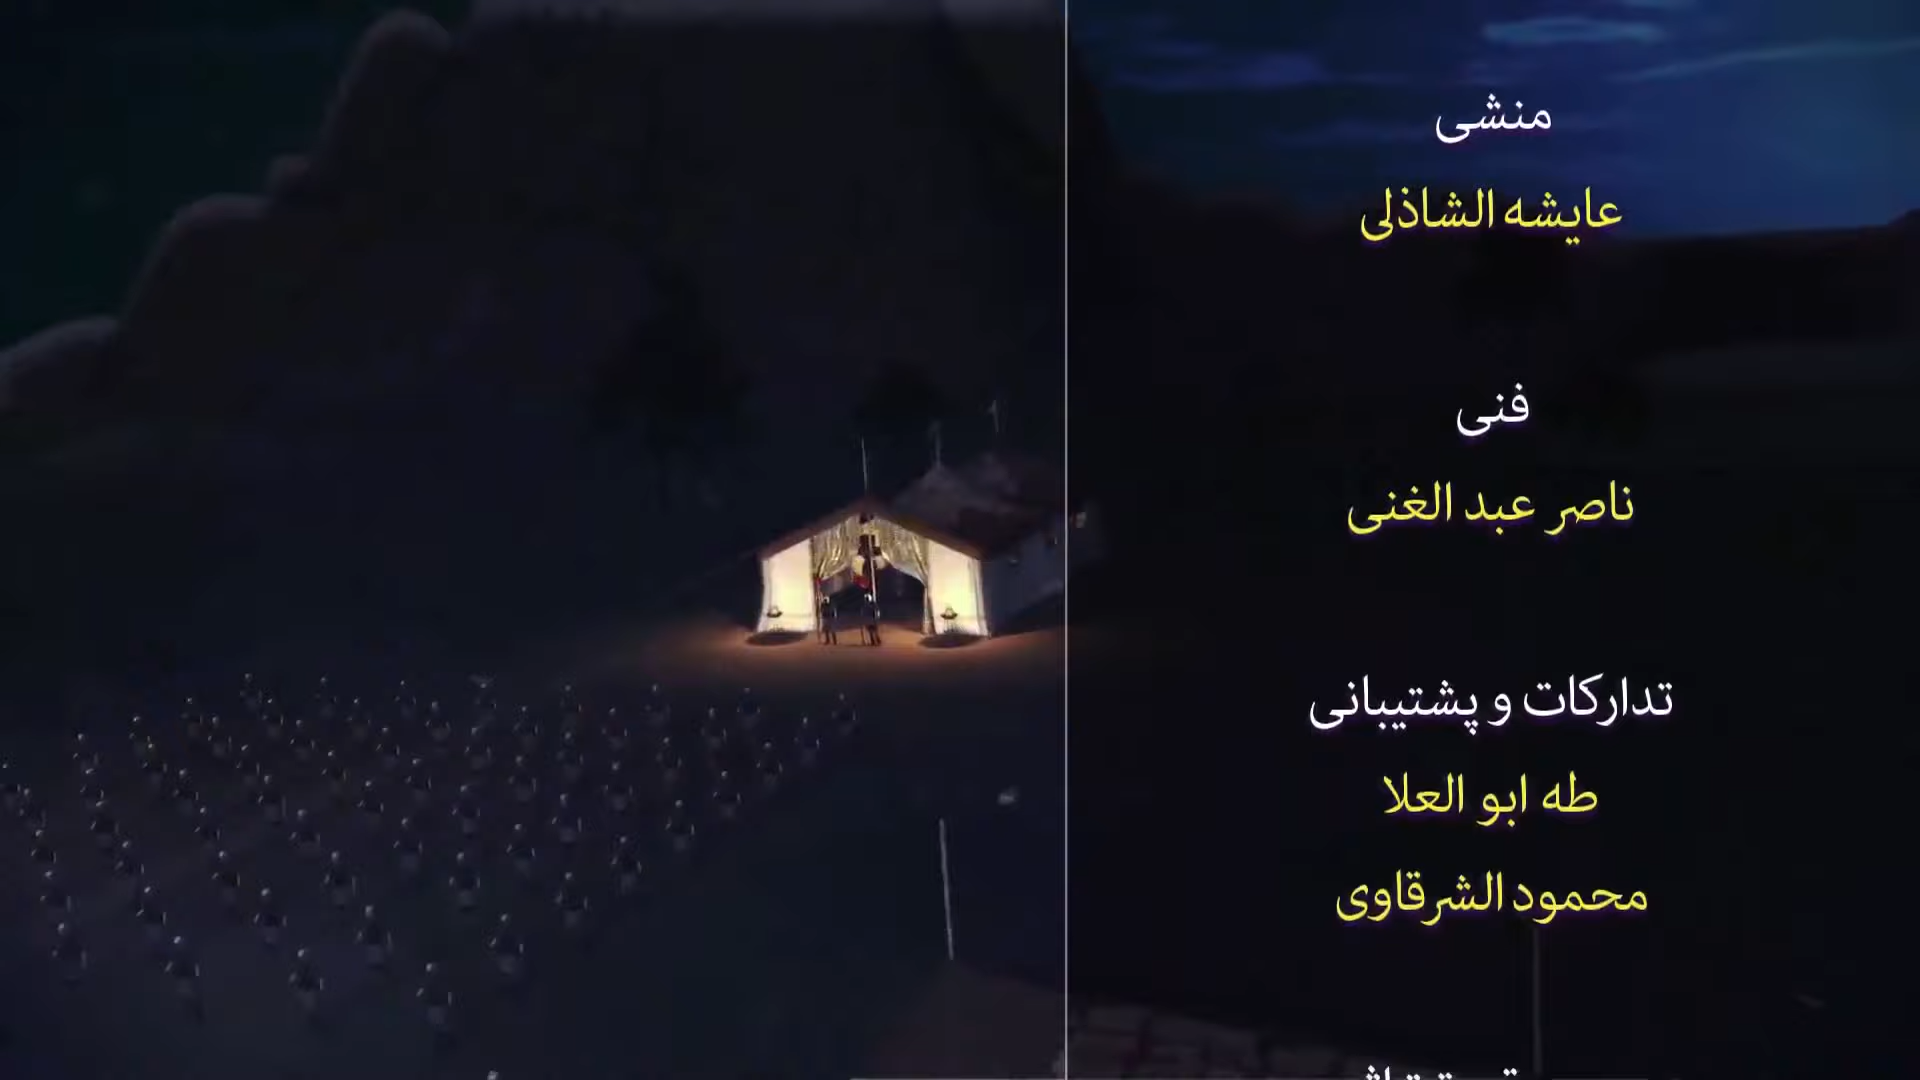 منشی
عایشه الشاذلی
فنی
ناصر عبد الغنی
تدارکات و پشتیبانی
طه ابو العلا
محمود الشرقاوی